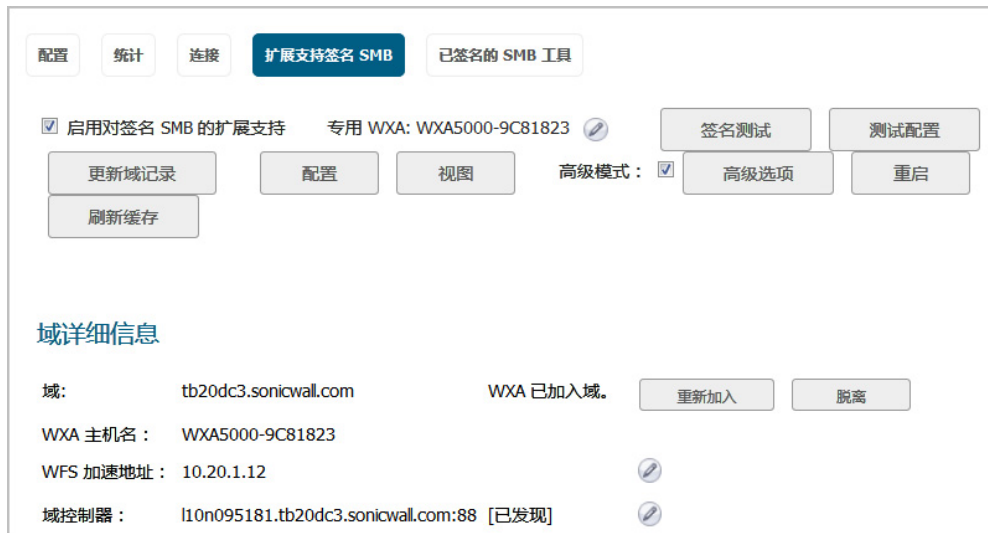 配置 统计 连接 扩展支持签名 SMB 已签名的 SMB 工具
启用对签名 SMB 的扩展支持 专用 WXA: WXA5000-9C81823 签名测试 测试配置
更新域记录 配置 视图 高级模式： 高级选项 重启
刷新缓存
域详细信息
域: tb20dc3.sonicwall.com WXA 已加入域。 重新加入 脱离
WXA 主机名： WXA5000-9C81823
WFS 加速地址： 10.20.1.12
域控制器： l10n095181.tb20dc3.sonicwall.com:88 [已发现]